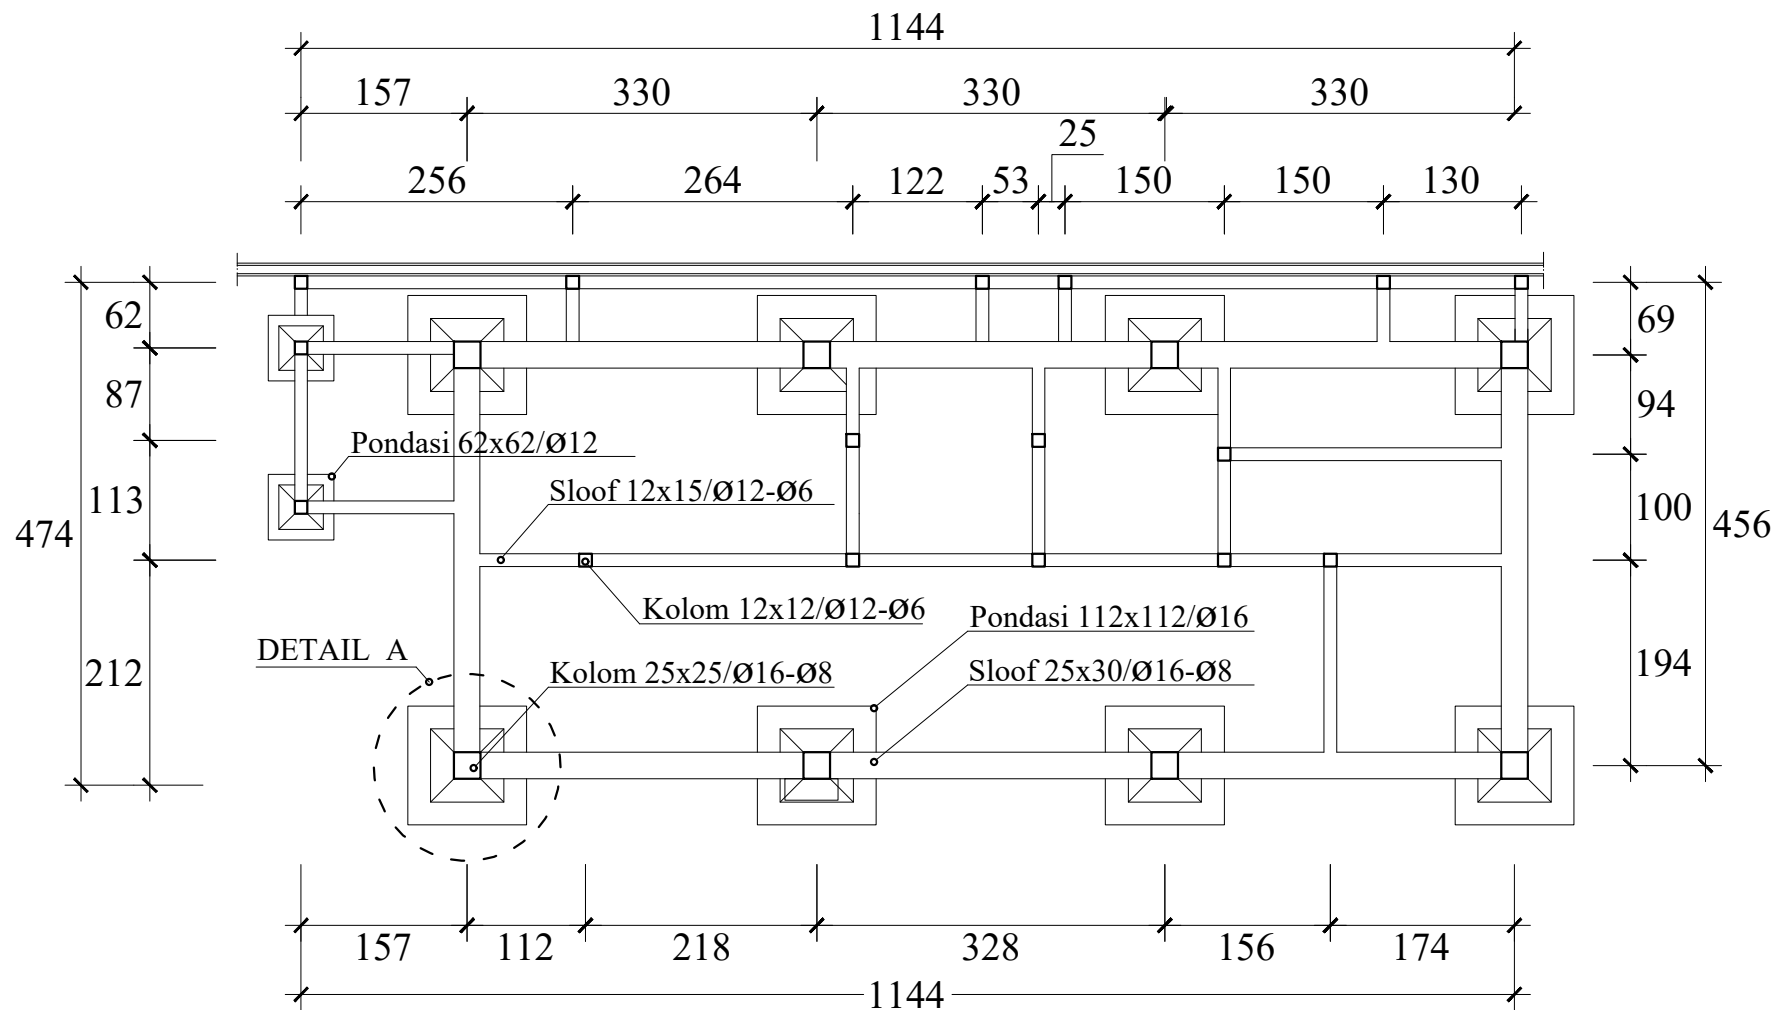 1144
157 330 330 330
25
256 264 122 53 150 150 130
62 69
87 94
Pondasi 62x62/Ø12
Sloof 12x15/Ø12-Ø6
113 100
474 456
Kolom 12x12/Ø12-Ø6
Pondasi 112x112/Ø16
DETAIL A
Kolom 25x25/Ø16-Ø8
Sloof 25x30/Ø16-Ø8
212 194
157 112 218 328 156 174
1144